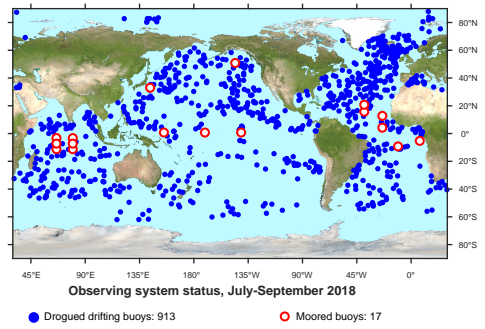 80°N
60°N
40°N
20°N
0°
20°S
40°S
60°S
80°S
45°E 90°E 135°E 180° 135°W 90°W 45°W 0°
Observing system status, July-September 2018
Drogued drifting buoys: 913 Moored buoys: 17